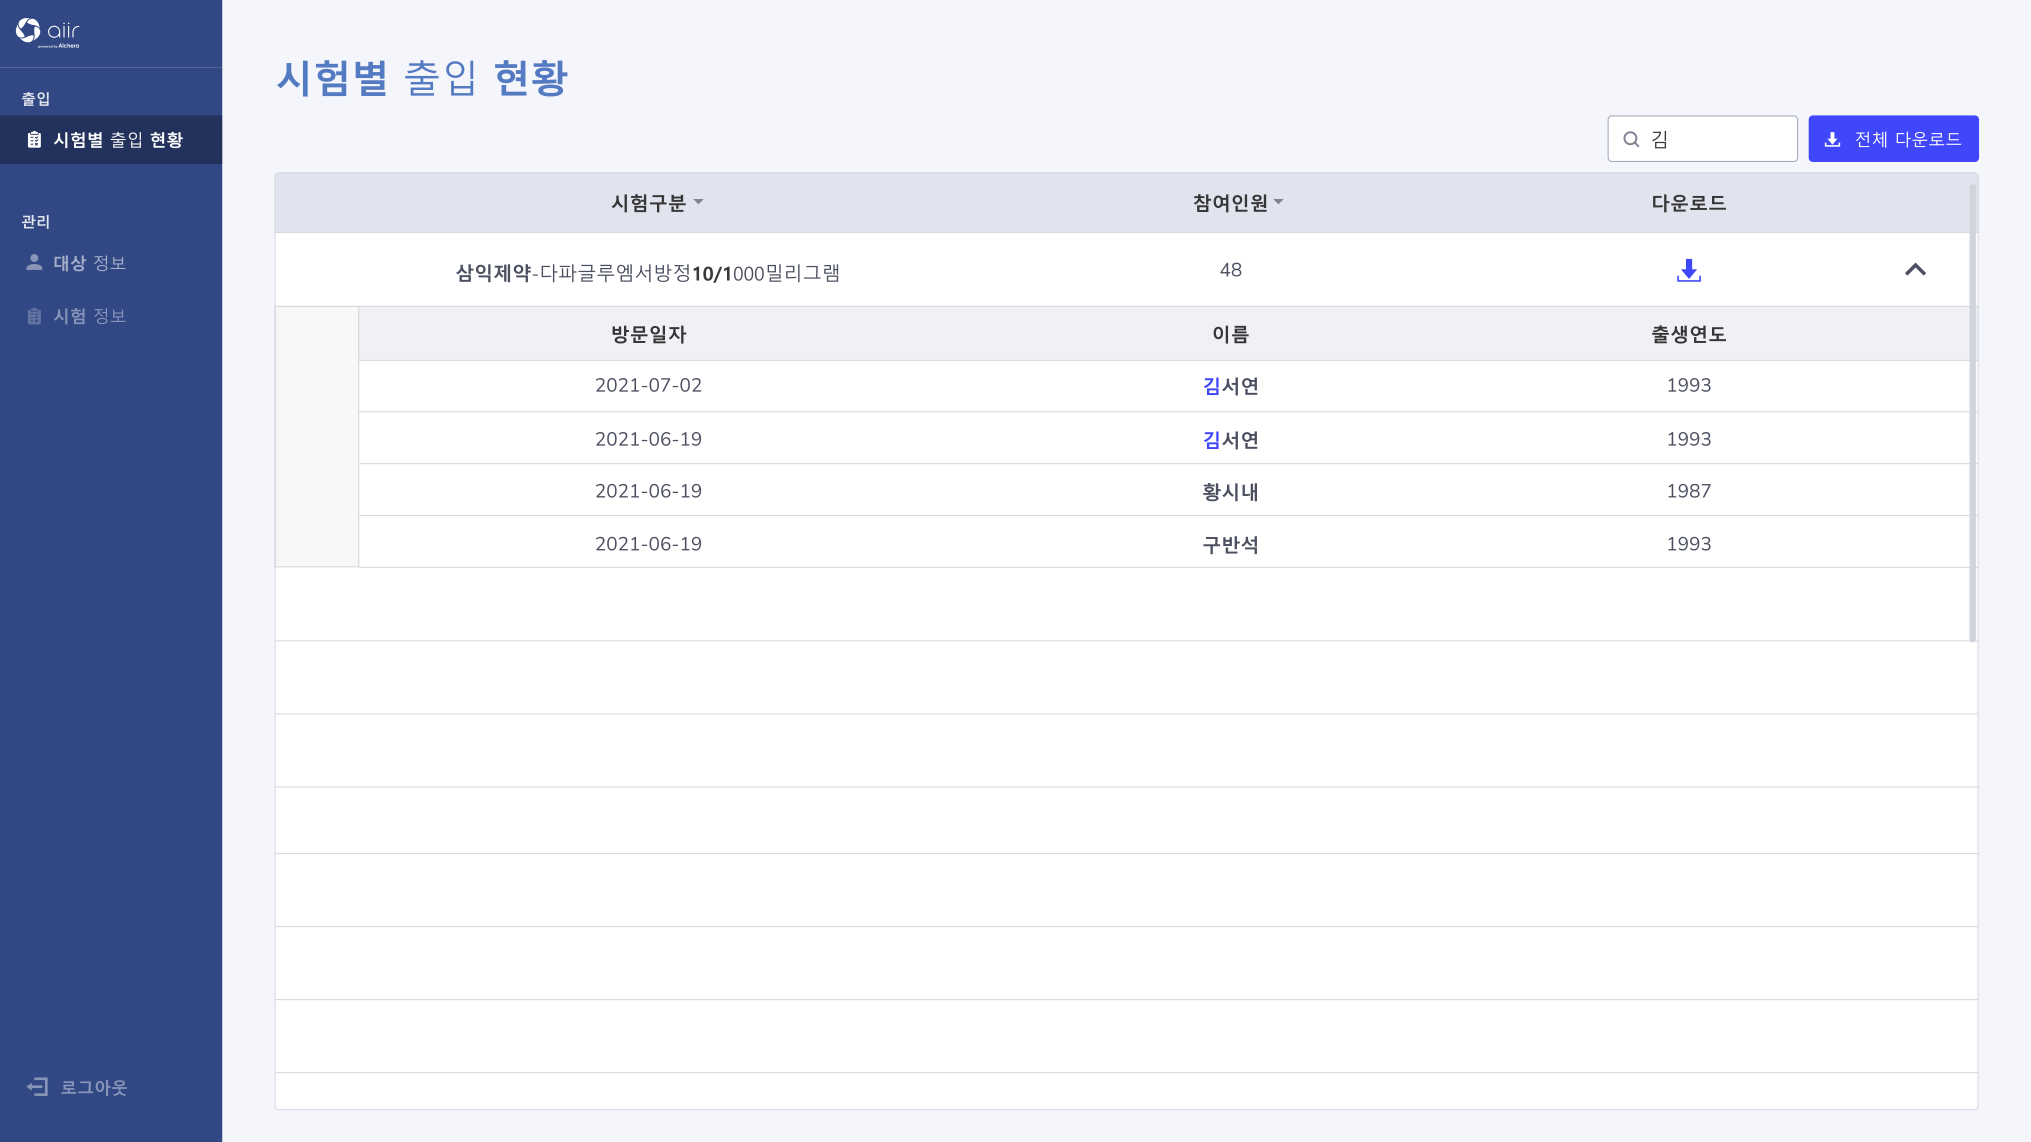 aiir
powered by Alchera
출입
시험별 출입 현황
관리
대상 정보
시험 정보
로그아웃
시험별 출입 현황
김
전체 다운로드
시험구분 참여인원 다운로드
삼익제약-다파글루엠서방정10/1000밀리그램 48
방문일자 이름 출생연도
2021-07-02 김서연 1993
2021-06-19 김서연 1993
2021-06-19 황시내 1987
2021-06-19 구반석 1993